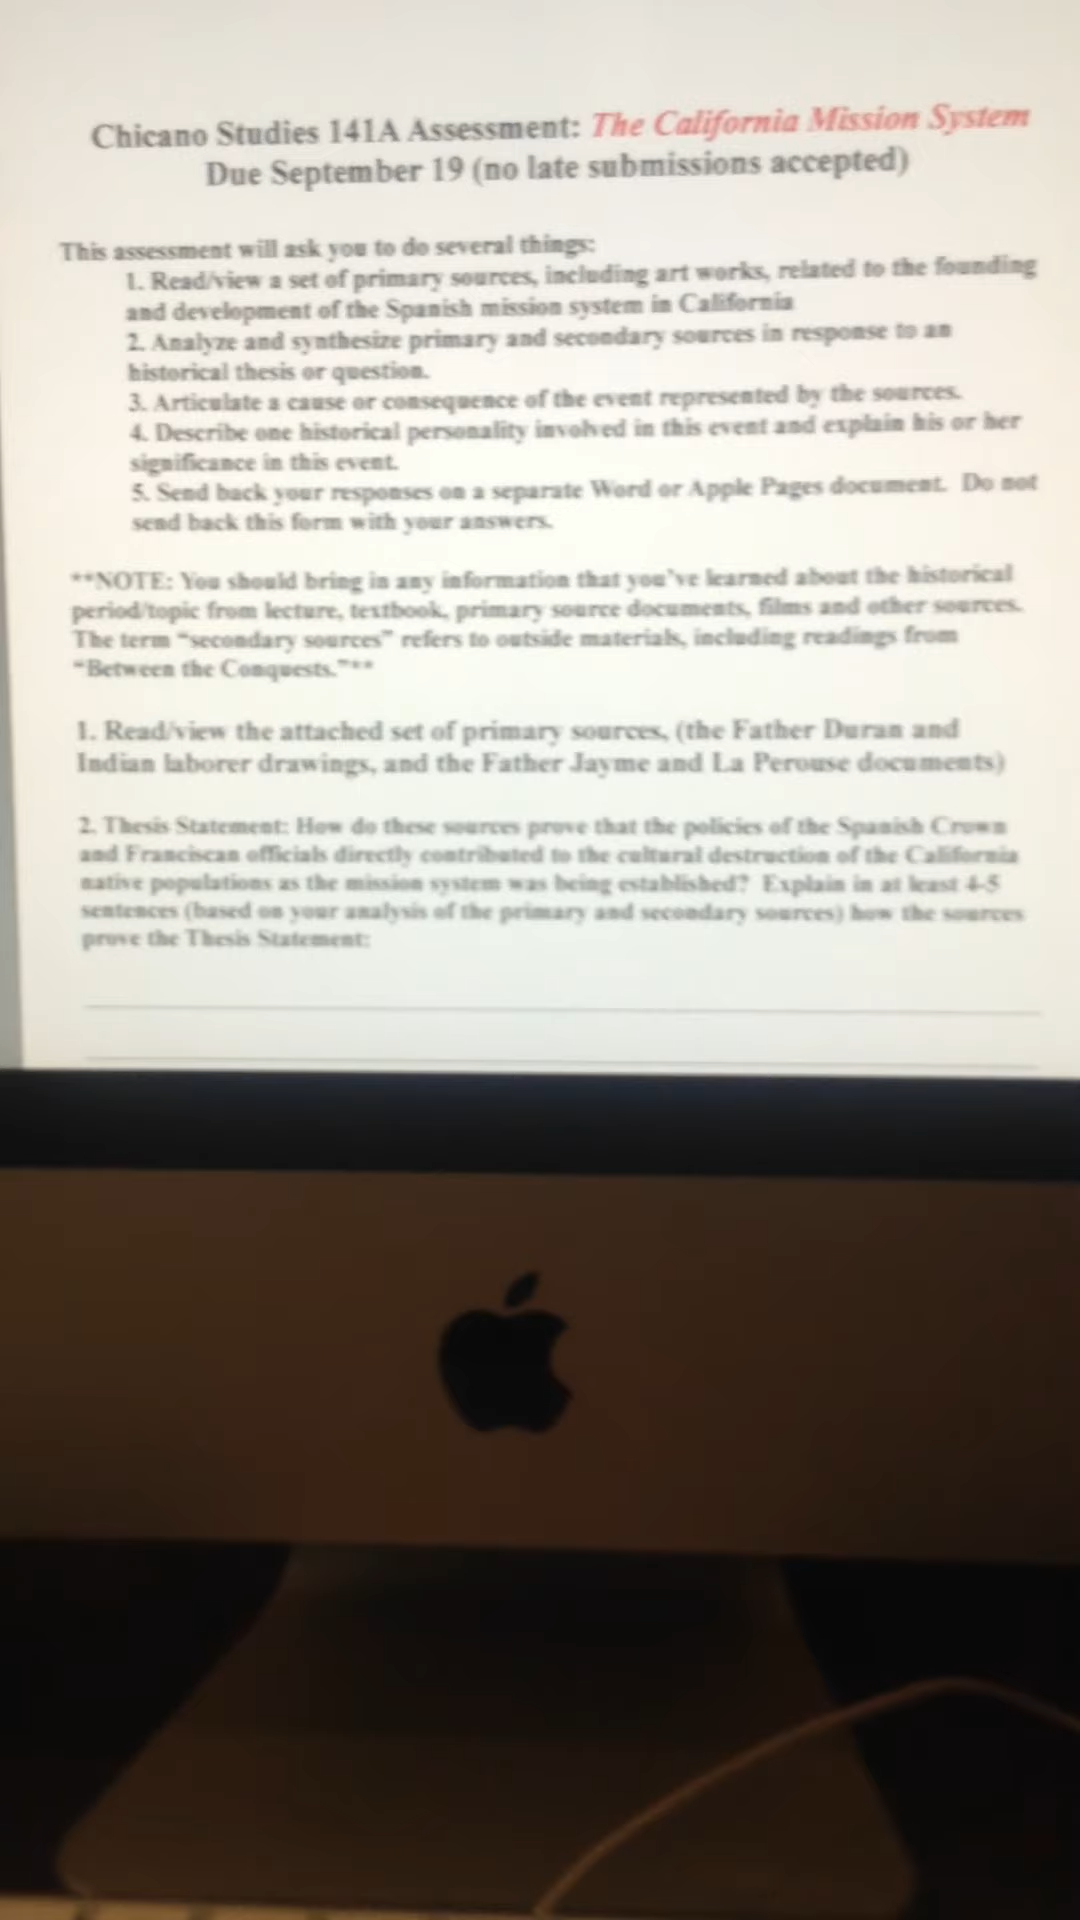 Chicano Studies 141A Assessment: The California Mission System
Due September 19 (no late submissions accepted)
This assessment will ask you to do several things:
1. Read/view a set of primary sources, including art works, related to the founding
and development of the Spanish mission system in California
2. Analyze and synthesize primary and secondary sources in response to an
historical thesis or question.
3. Articulate a cause or consequence of the event represented by the sources.
4. Describe one historical personality involved in this event and explain his or her
significance in this event.
5. Send back your responses on a separate Word or Apple Pages document. Do not
send back this form with your answers.
**NOTE: You should bring in any information that you've learned about the historical
period/topic from lecture, textbook, primary source documents, films and other sources.
The term "secondary sources" refers to outside materials, including readings from
"Between the Conquests."**
1. Read/view the attached set of primary sources, (the Father Duran and
Indian laborer drawings, and the Father Jayme and La Perouse documents)
2. Thesis Statement: How do these sources prove that the policies of the Spanish Crown
and Franciscan officials directly contributed to the cultural destruction of the California
native populations as the mission system was being established? Explain in at least 4-5
sentences (based on your analysis of the primary and secondary sources) how the sources
prove the Thesis Statement: